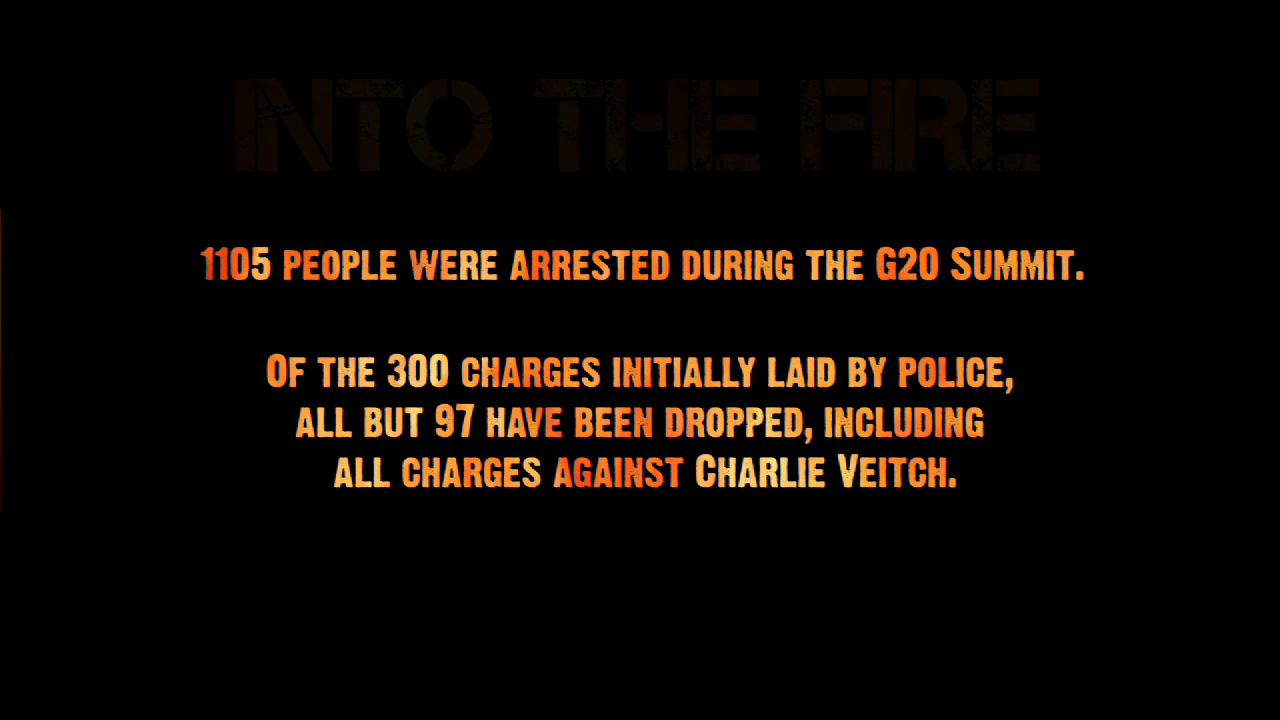 INTO THE FIRE
1105 PEOPLE WERE ARRESTED DURING THE G20 SUMMIT.
OF THE 300 CHARGES INITIALLY LAID BY POLICE,
ALL BUT 97 HAVE BEEN DROPPED, INCLUDING
ALL CHARGES AGAINST CHARLIE VEITCH.